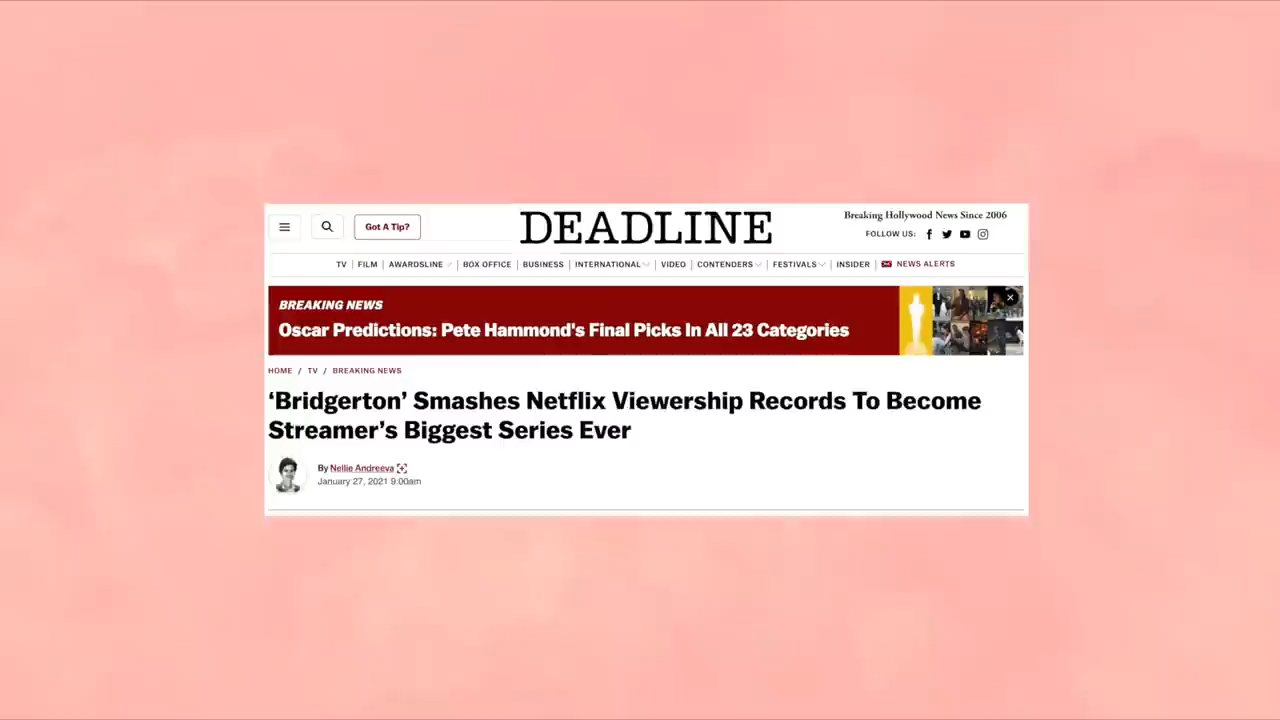 Got A Tip?
DEADLINE
Breaking Hollywood News Since 2006
FOLLOW US:
TV | FILM | AWARDSLINE | BOX OFFICE | BUSINESS | INTERNATIONAL | VIDEO | CONTENDERS | FESTIVALS | INSIDER | NEWS ALERTS
BREAKING NEWS
Oscar Predictions: Pete Hammond's Final Picks In All 23 Categories
HOME / TV / BREAKING NEWS
‘Bridgerton’ Smashes Netflix Viewership Records To Become
Streamer’s Biggest Series Ever
By Nellie Andreeva
January 27, 2021 9:00am